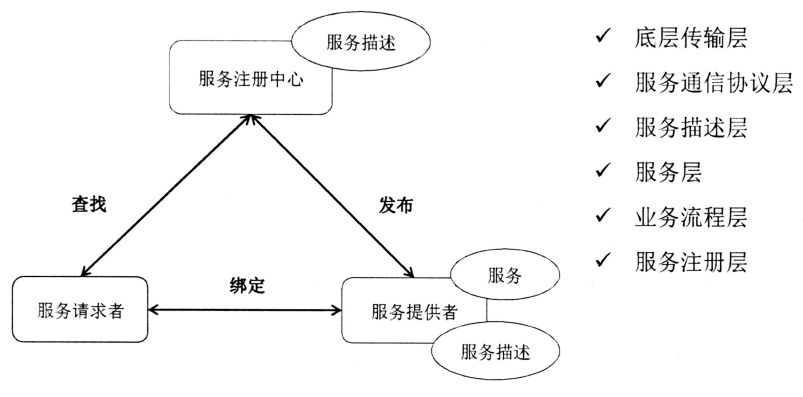 服务描述
服务注册中心
查找
发布
服务请求者
绑定
服务
服务提供者
服务描述
✓ 底层传输层
✓ 服务通信协议层
✓ 服务描述层
✓ 服务层
✓ 业务流程层
✓ 服务注册层